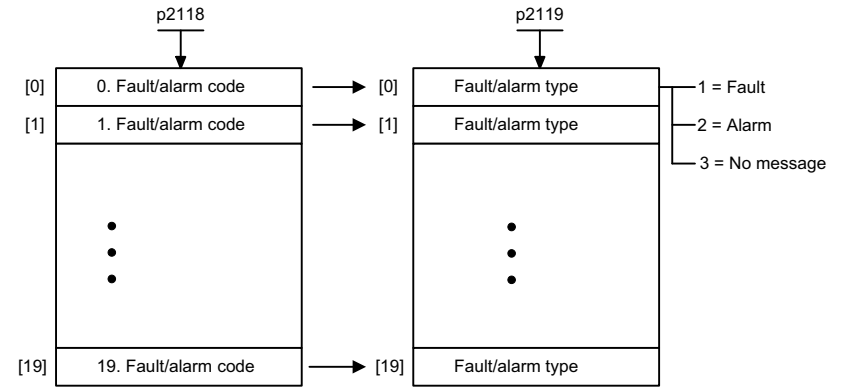 p2118
p2119
[0] 0. Fault/alarm code [0] Fault/alarm type 1 = Fault
[1] 1. Fault/alarm code [1] Fault/alarm type 2 = Alarm
3 = No message
[19] 19. Fault/alarm code [19] Fault/alarm type